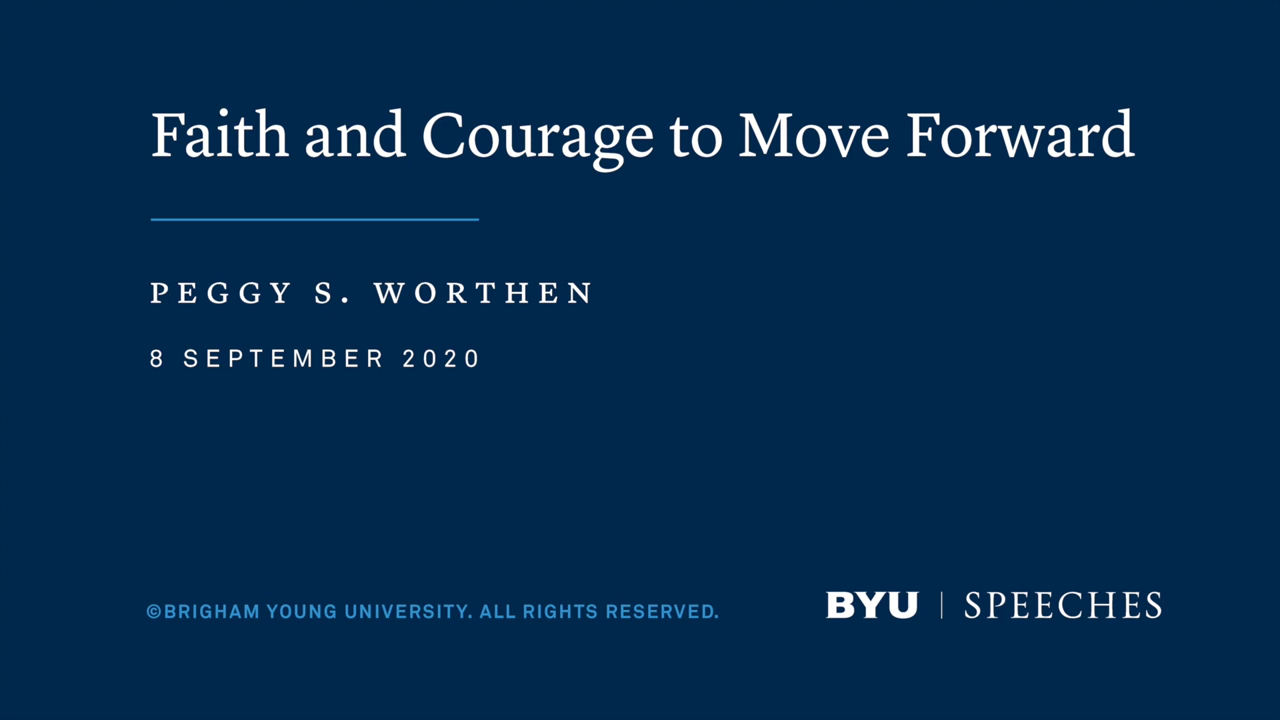 Faith and Courage to Move Forward
PEGGY S. WORTHEN
8 SEPTEMBER 2020
©BRIGHAM YOUNG UNIVERSITY. ALL RIGHTS RESERVED.
BYU | SPEECHES